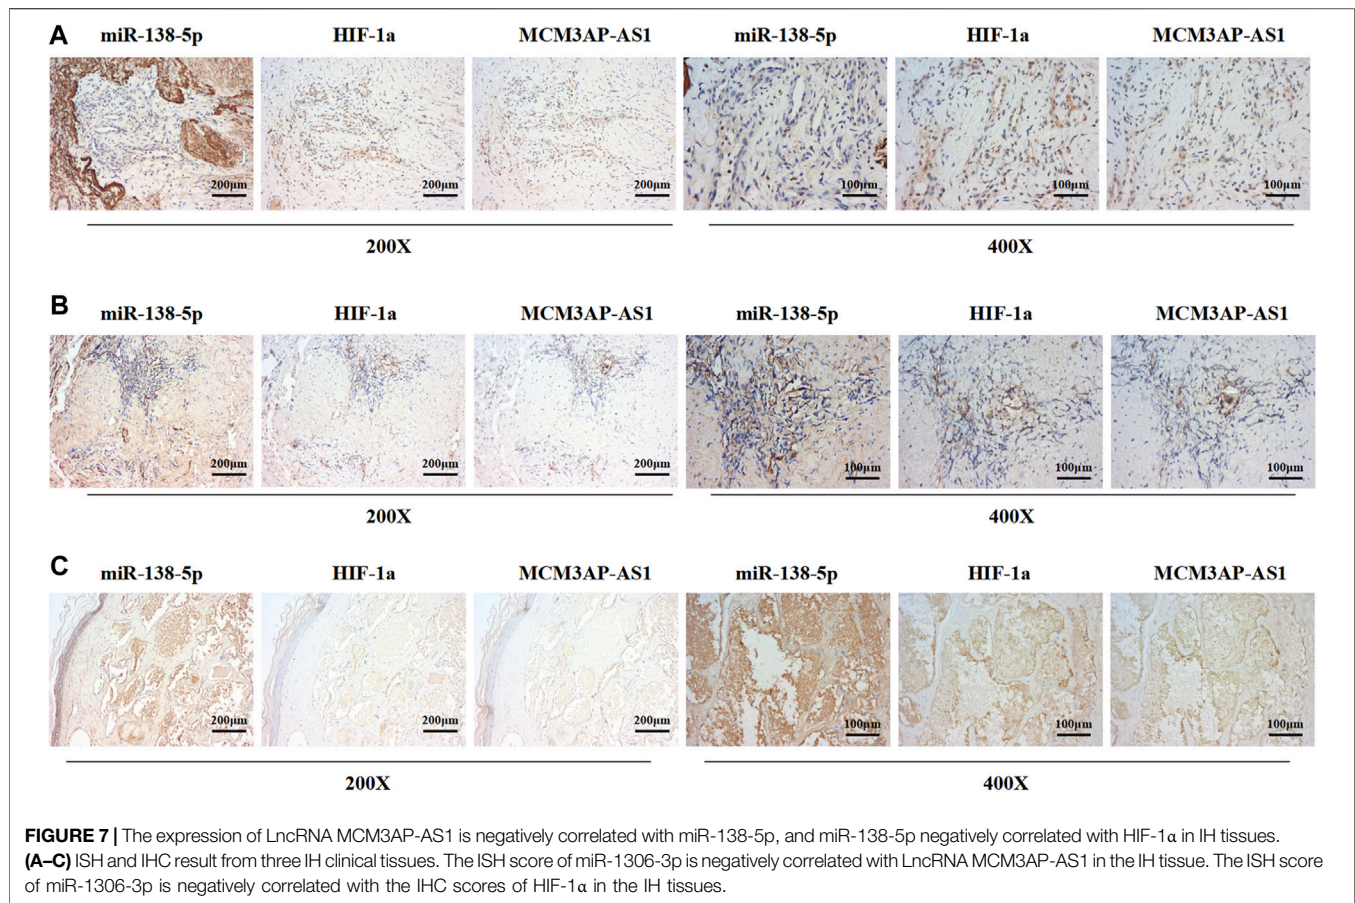 A
miR-138-5p HIF-1a MCM3AP-AS1 miR-138-5p HIF-1a MCM3AP-AS1
200μm 200μm 200μm 100μm 100μm 100μm
200X 400X
B
miR-138-5p HIF-1a MCM3AP-AS1 miR-138-5p HIF-1a MCM3AP-AS1
200μm 200μm 200μm 100μm 100μm 100μm
200X 400X
C
miR-138-5p HIF-1a MCM3AP-AS1 miR-138-5p HIF-1a MCM3AP-AS1
200μm 200μm 200μm 100μm 100μm 100μm
200X 400X
FIGURE 7 | The expression of LncRNA MCM3AP-AS1 is negatively correlated with miR-138-5p, and miR-138-5p negatively correlated with HIF-1α in IH tissues.
(A–C) ISH and IHC result from three IH clinical tissues. The ISH score of miR-1306-3p is negatively correlated with LncRNA MCM3AP-AS1 in the IH tissue. The ISH score
of miR-1306-3p is negatively correlated with the IHC scores of HIF-1α in the IH tissues.